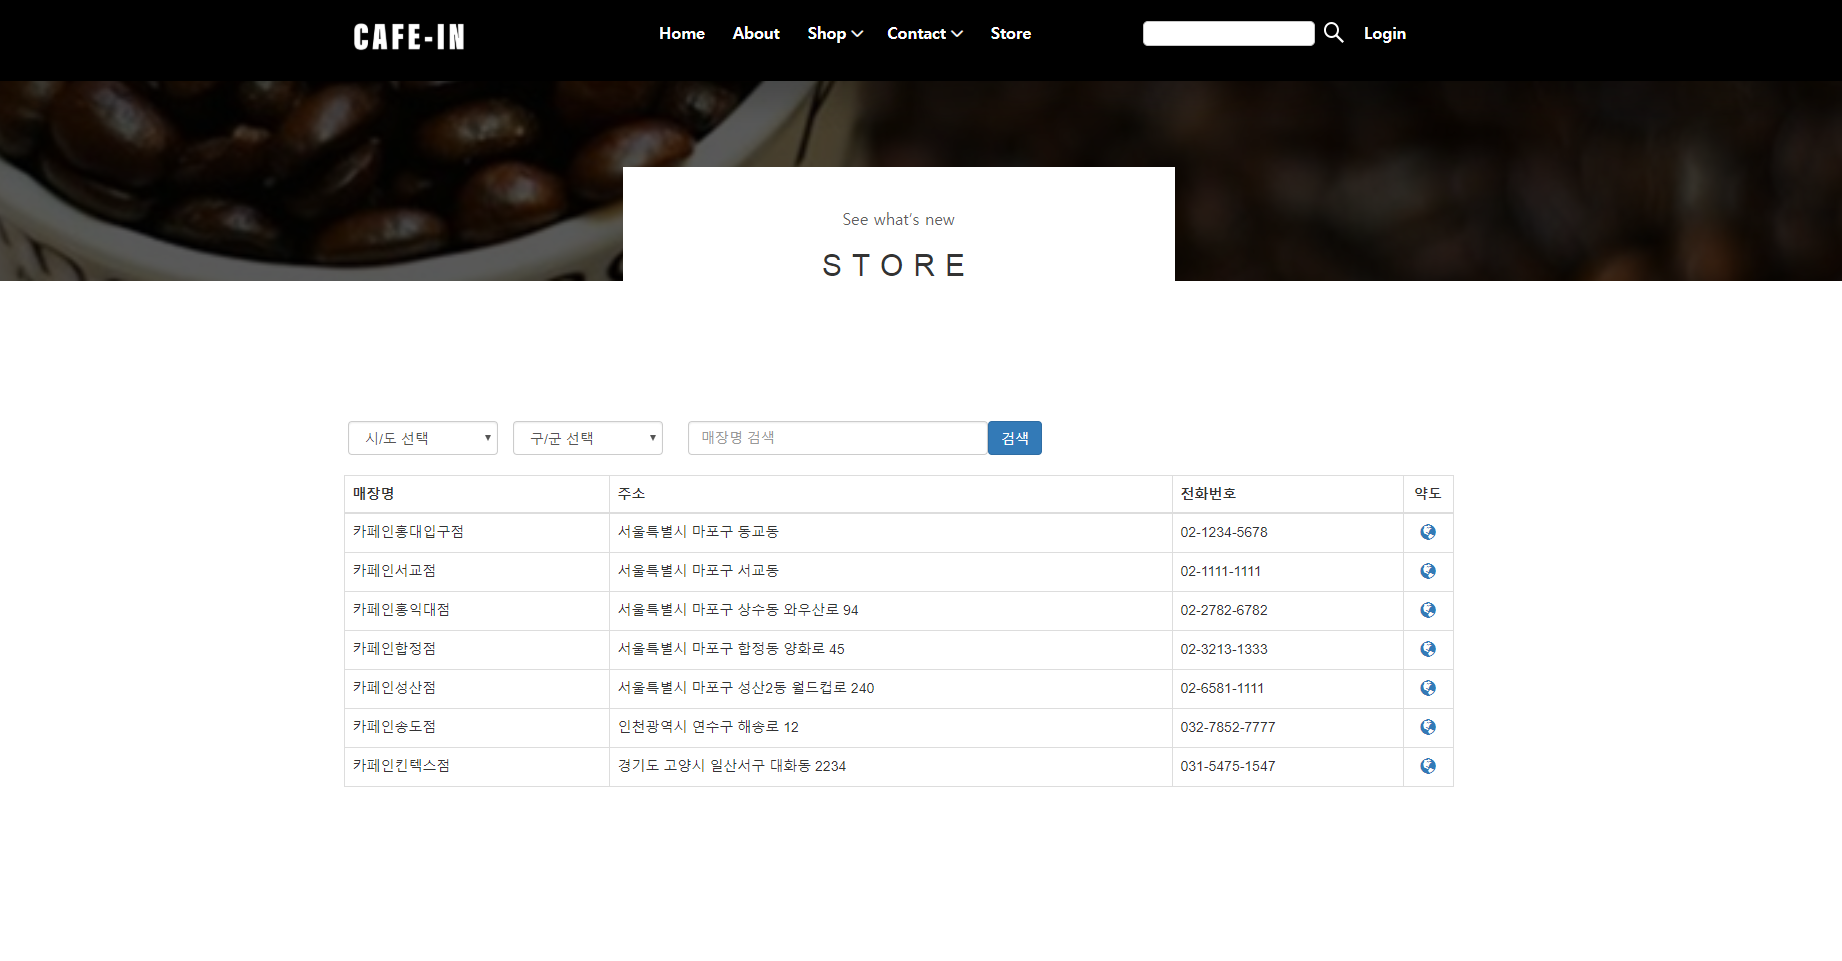 CAFE-IN Home About Shop Contact Store Login
See what's new
STORE
시/도 선택 구/군 선택 매장명 검색 검색
매장명 주소 전화번호 약도
카페인홍대입구점 서울특별시 마포구 동교동 02-1234-5678
카페인서교점 서울특별시 마포구 서교동 02-1111-1111
카페인홍익대점 서울특별시 마포구 상수동 와우산로 94 02-2782-6782
카페인합정점 서울특별시 마포구 합정동 양화로 45 02-3213-1333
카페인성산점 서울특별시 마포구 성산2동 월드컵로 240 02-6581-1111
카페인송도점 인천광역시 연수구 해송로 12 032-7852-7777
카페인킨텍스점 경기도 고양시 일산서구 대화동 2234 031-5475-1547